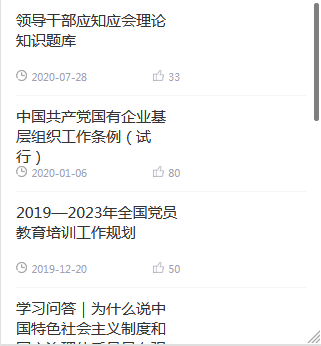 领导干部应知应会理论
知识题库
2020-07-28 33
中国共产党国有企业基
层组织工作条例（试
行）
2020-01-06 80
2019—2023年全国党员
教育培训工作规划
2019-12-20 50
学习问答｜为什么说中
国特色社会主义制度和